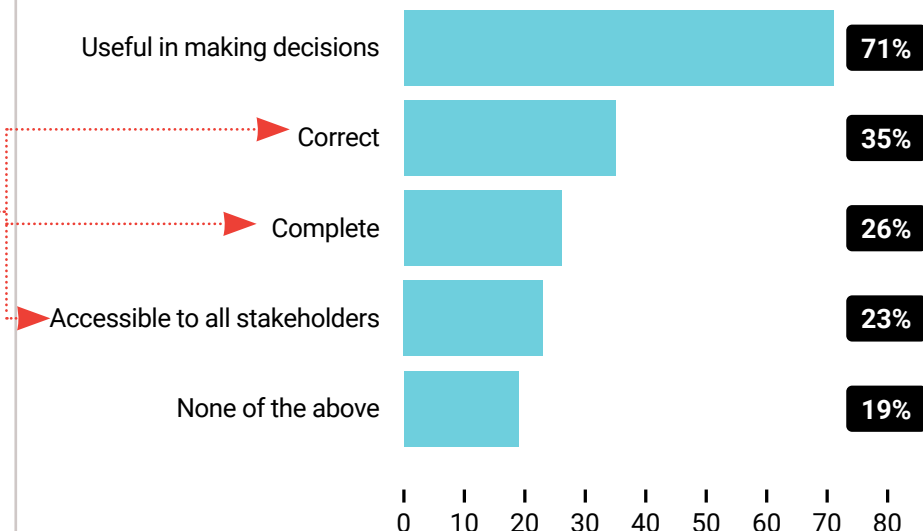 Useful in making decisions 71%
Correct 35%
Complete 26%
Accessible to all stakeholders 23%
None of the above 19%
0 10 20 30 40 50 60 70 80